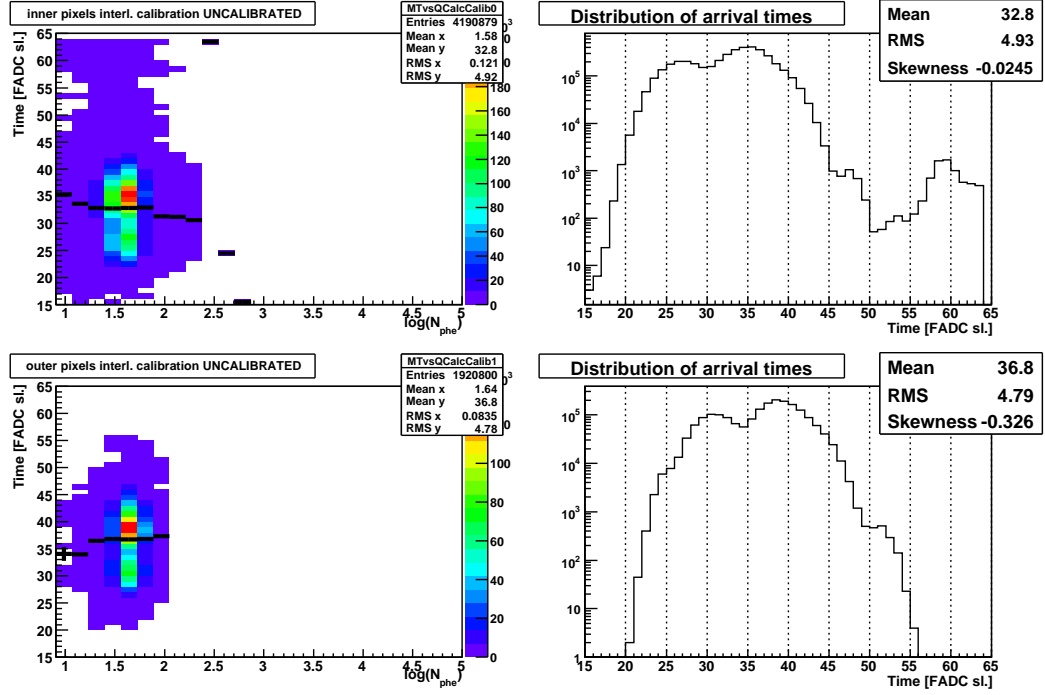 inner pixels interl. calibration UNCALIBRATED
MTvsQCalcCalib0
Entries 4190879
Mean x 1.58
Mean y 32.8
RMS x 0.121
RMS y 4.92
Time [FADC sl.]
65
60
55
50
45
40
35
30
25
20
15
1 1.5 2 2.5 3 3.5 4 4.5 5
log(N_phe)
180
160
140
120
100
80
60
40
20
0
Distribution of arrival times
Mean 32.8
RMS 4.93
Skewness -0.0245
10^5
10^4
10^3
10^2
10
15 20 25 30 35 40 45 50 55 60 65
Time [FADC sl.]
outer pixels interl. calibration UNCALIBRATED
MTvsQCalcCalib1
Entries 1920800
Mean x 1.64
Mean y 36.8
RMS x 0.0835
RMS y 4.78
Time [FADC sl.]
65
60
55
50
45
40
35
30
25
20
15
1 1.5 2 2.5 3 3.5 4 4.5 5
log(N_phe)
100
80
60
40
20
0
Distribution of arrival times
Mean 36.8
RMS 4.79
Skewness -0.326
10^5
10^4
10^3
10^2
10
1
15 20 25 30 35 40 45 50 55 60 65
Time [FADC sl.]